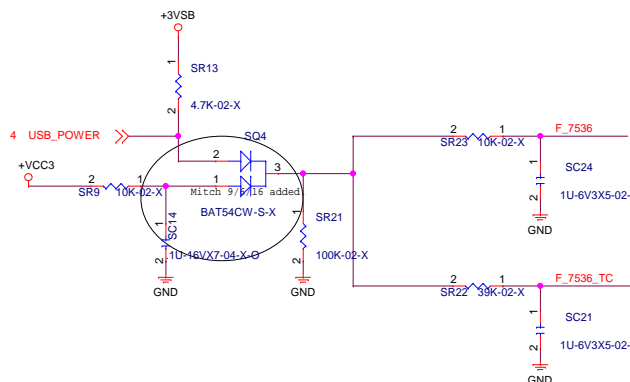 +3VSB
1
SR13
2
4.7K-02-X
4 USB_POWER
SQ4
2
3
+VCC3
2
1
1
SR9
10K-02-X
Mitch 9/6/16 added
BAT54CW-S-X
1
SC14
2
.1U-16VX7-04-X-O
GND
1
SR21
2
100K-02-X
GND
2
1
F_7536
SR23
10K-02-X
1
SC24
2
1U-6V3X5-02-
GND
2
1
F_7536_TC
SR22
39K-02-X
1
SC21
2
1U-6V3X5-02-
GND